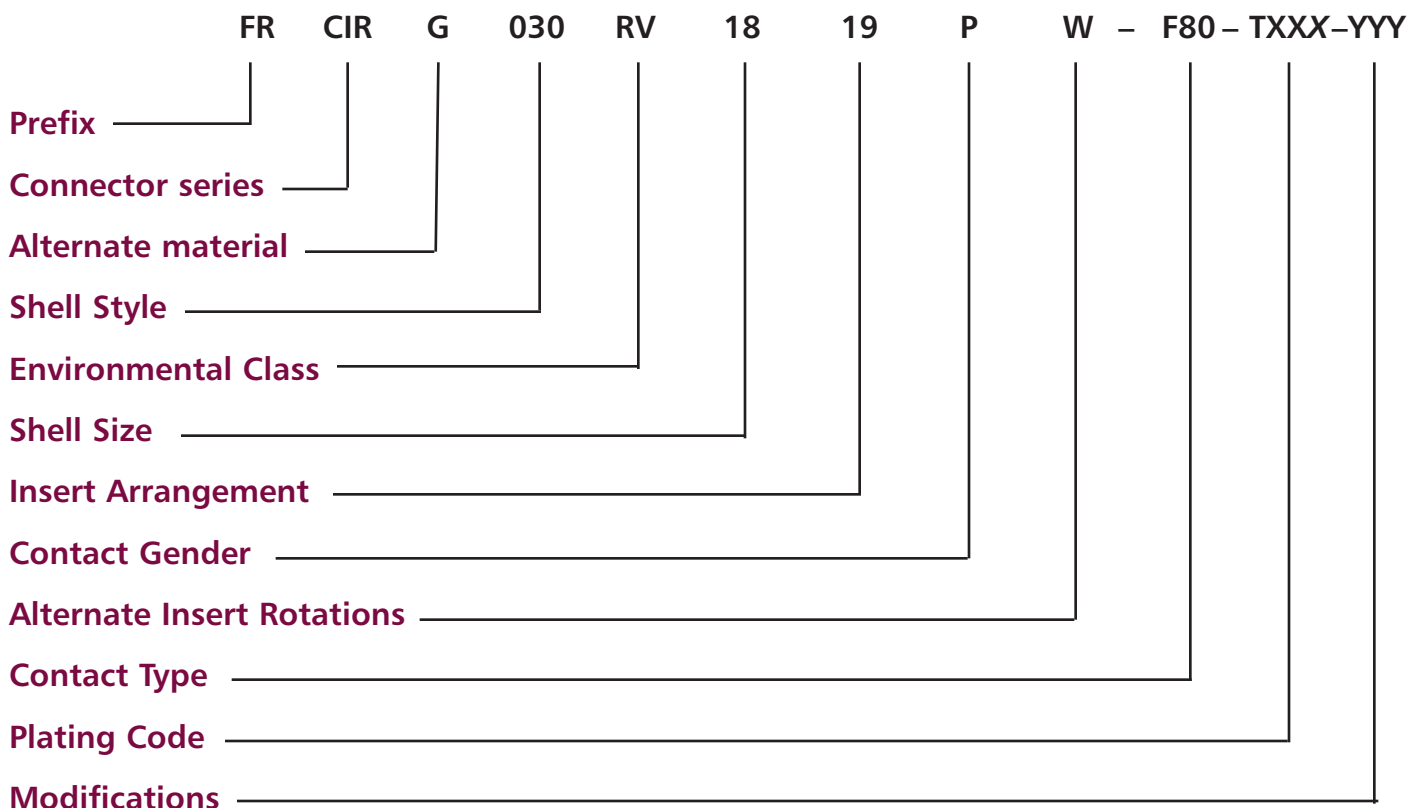 FR CIR G 030 RV 18 19 P W – F80 – TXXX–YYY
Prefix
Connector series
Alternate material
Shell Style
Environmental Class
Shell Size
Insert Arrangement
Contact Gender
Alternate Insert Rotations
Contact Type
Plating Code
Modifications